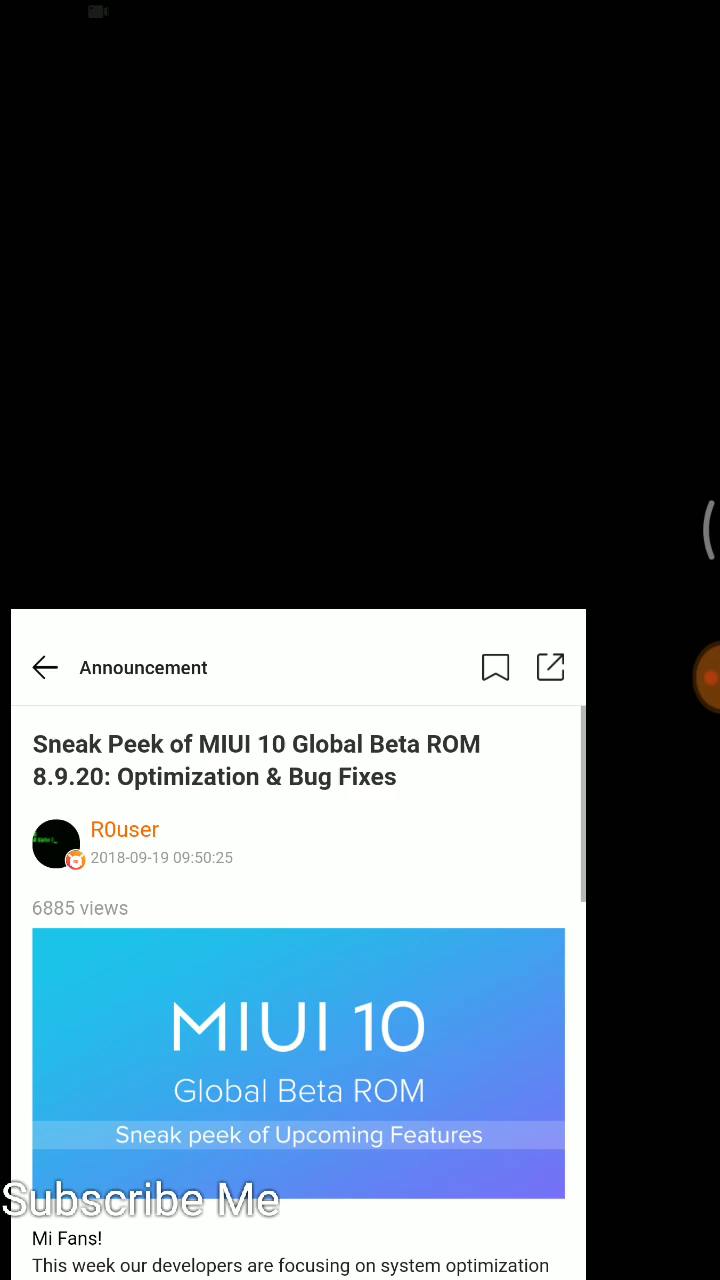 Announcement
Sneak Peek of MIUI 10 Global Beta ROM
8.9.20: Optimization & Bug Fixes
R0user
2018-09-19 09:50:25
6885 views
MIUI 10
Global Beta ROM
Sneak peek of Upcoming Features
Subscribe Me
Mi Fans!
This week our developers are focusing on system optimization